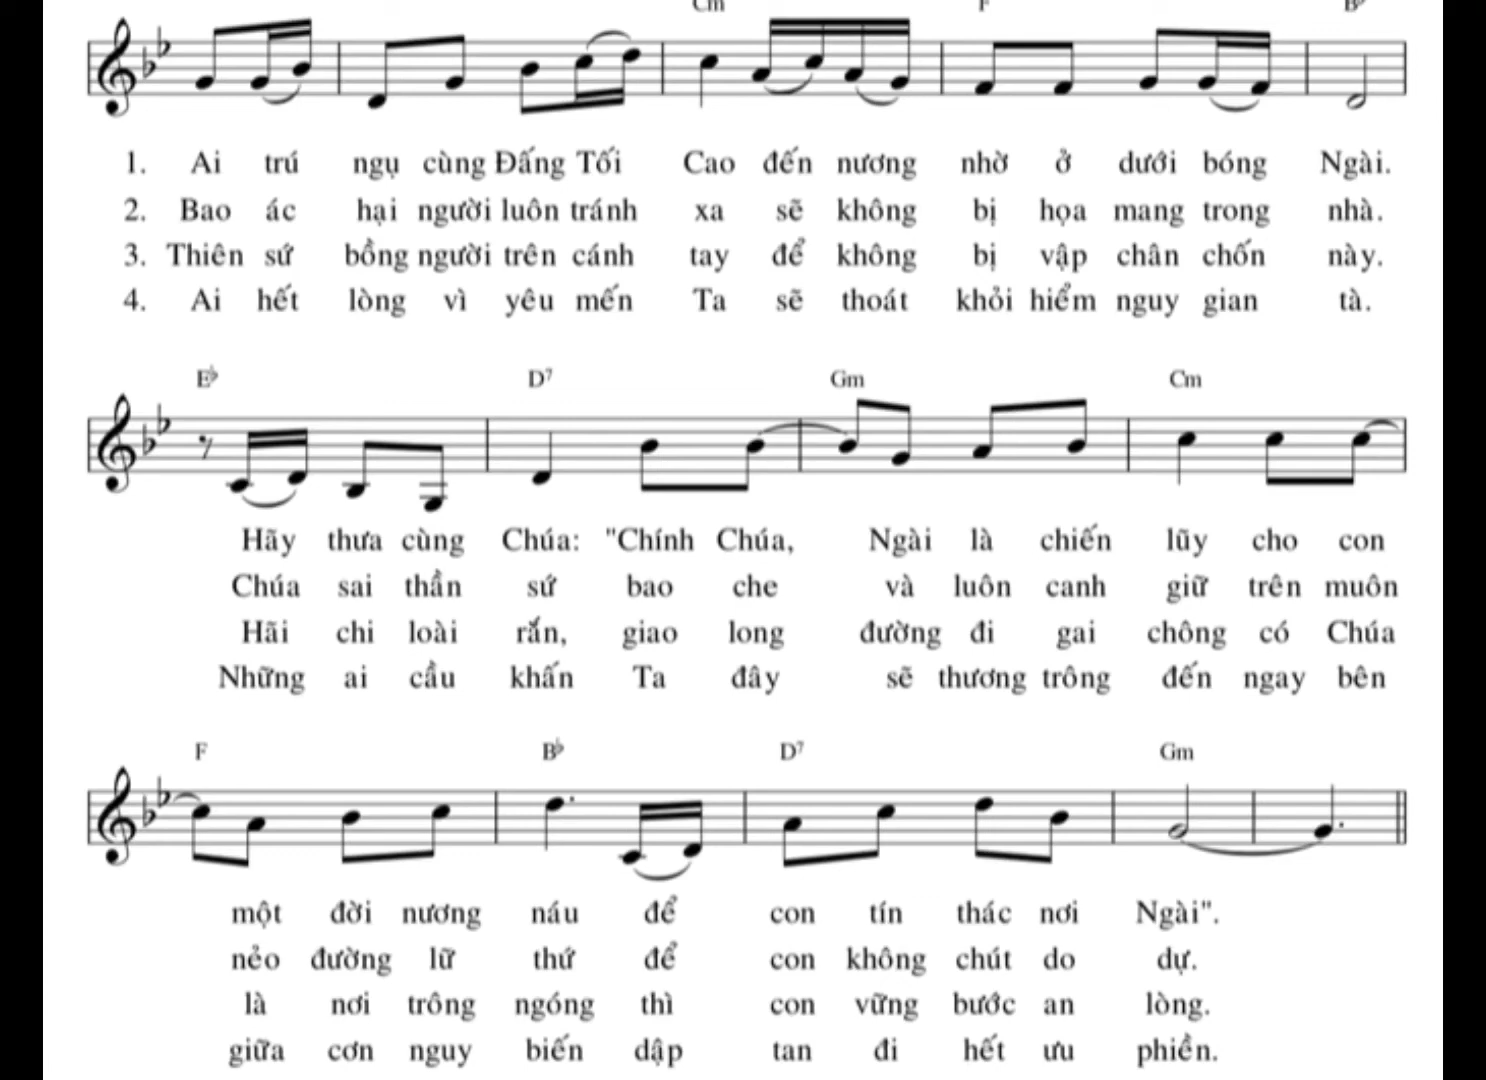 Cm F B♭
1. Ai trú ngụ cùng Đấng Tối Cao đến nương nhờ ở dưới bóng Ngài.
2. Bao ác hại người luôn tránh xa sẽ không bị họa mang trong nhà.
3. Thiên sứ bồng người trên cánh tay để không bị vập chân chốn này.
4. Ai hết lòng vì yêu mến Ta sẽ thoát khỏi hiểm nguy gian tà.
E♭ D7 Gm Cm
Hãy thưa cùng Chúa: "Chính Chúa, Ngài là chiến lũy cho con
Chúa sai thần sứ bao che và luôn canh giữ trên muôn
Hãi chi loài rắn, giao long đường đi gai chông có Chúa
Những ai cầu khấn Ta đây sẽ thương trông đến ngay bên
F B♭ D7 Gm
một đời nương náu để con tín thác nơi Ngài".
nẻo đường lữ thứ để con không chút do dự.
là nơi trông ngóng thì con vững bước an lòng.
giữa cơn nguy biến dập tan đi hết ưu phiền.